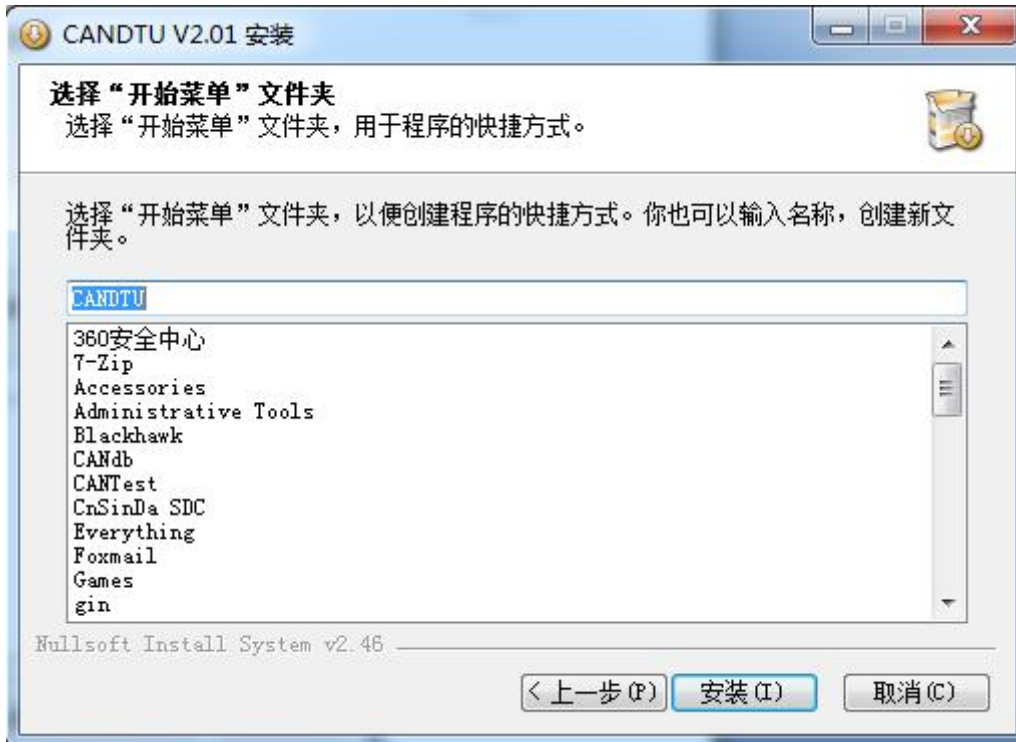 CANDTU V2.01 安装
选择“开始菜单”文件夹
选择“开始菜单”文件夹，用于程序的快捷方式。
选择“开始菜单”文件夹，以便创建程序的快捷方式。你也可以输入名称，创建新文
件夹。
CANDTU
360安全中心
7-Zip
Accessories
Administrative Tools
Blackhawk
CANdb
CANTest
CnSinDa SDC
Everything
Foxmail
Games
gin
Nullsoft Install System v2.46
< 上一步(P) 安装(I) 取消(C)